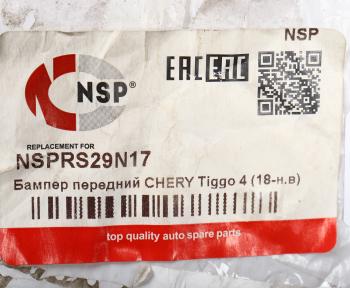 NSP
NSP®
EAC EAC
REPLACEMENT FOR
NSPRS29N17
Бампер передний CHERY Tiggo 4 (18-н.в)
top quality auto spare parts